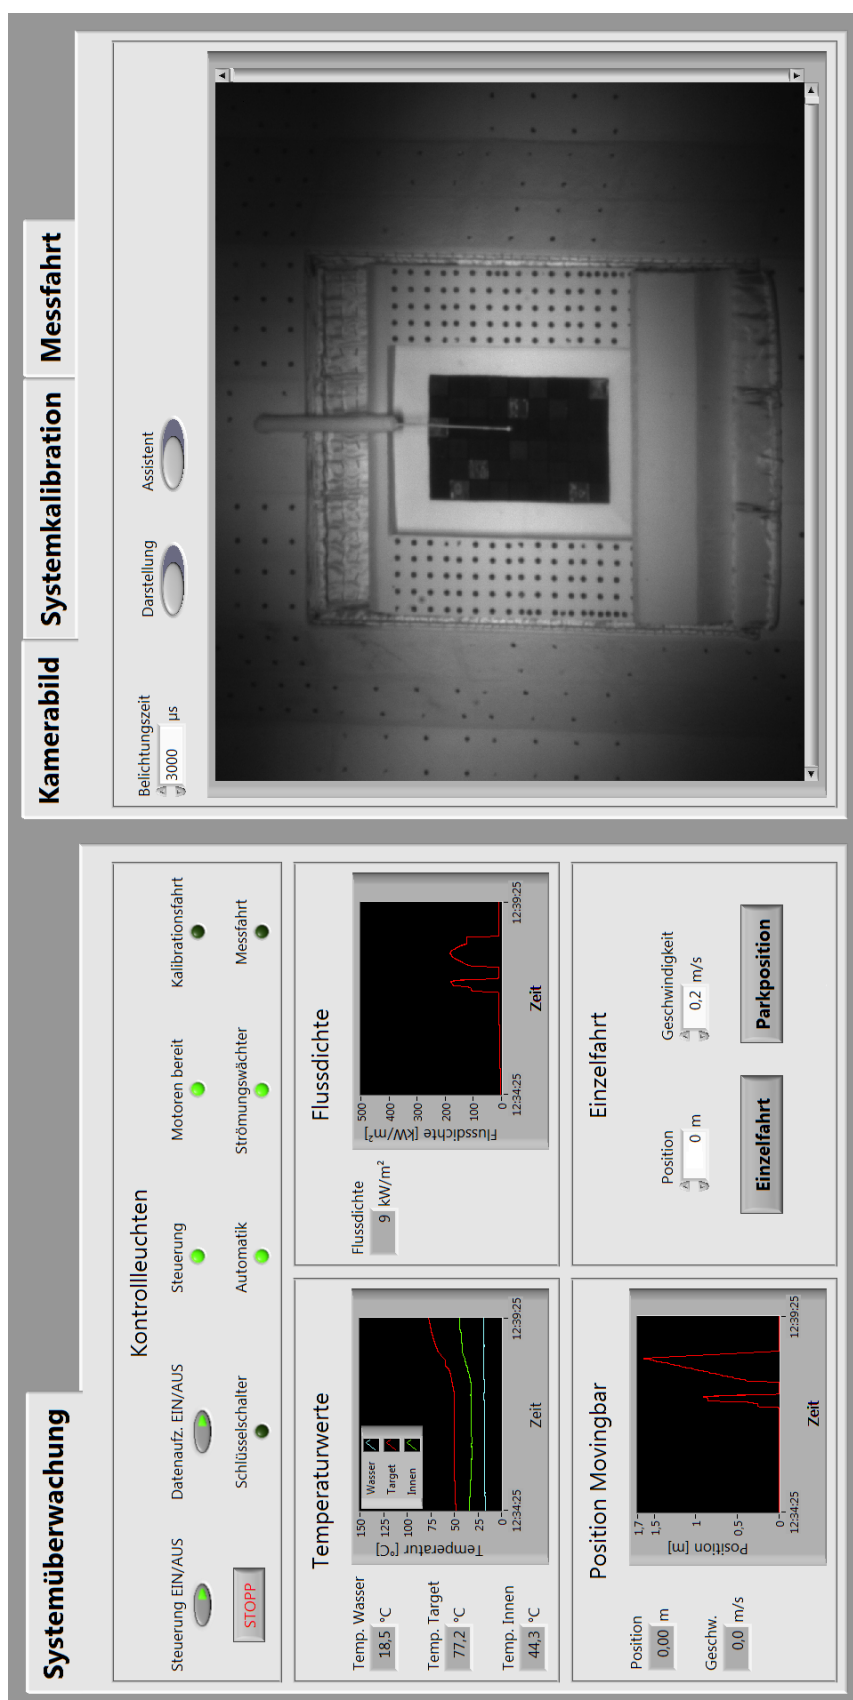 Systemüberwachung
Kontrollleuchten
Steuerung EIN/AUS
Datenaufz. EIN/AUS
Steuerung
Motoren bereit
Kalibrationsfahrt
STOPP
Schlüsselschalter
Automatik
Strömungswächter
Messfahrt
Temperaturwerte
Temp. Wasser
18,5 °C
Temp. Target
77,2 °C
Temp. Innen
44,3 °C
Temperatur [°C]
150
125
100
75
50
25
0
Wasser
Target
Innen
12:34:25
12:39:25
Zeit
Flussdichte
Flussdichte
9 kW/m²
Flussdichte [kW/m²]
500
400
300
200
100
0
12:34:25
12:39:25
Zeit
Position Movingbar
Position
0,00 m
Geschw.
0,0 m/s
Position [m]
1,7
1,5
1
0,5
0
12:34:25
12:39:25
Zeit
Einzelfahrt
Position
0 m
Geschwindigkeit
0,2 m/s
Einzelfahrt
Parkposition
Kamerabild
Systemkalibration
Messfahrt
Belichtungszeit
3000 µs
Darstellung
Assistent